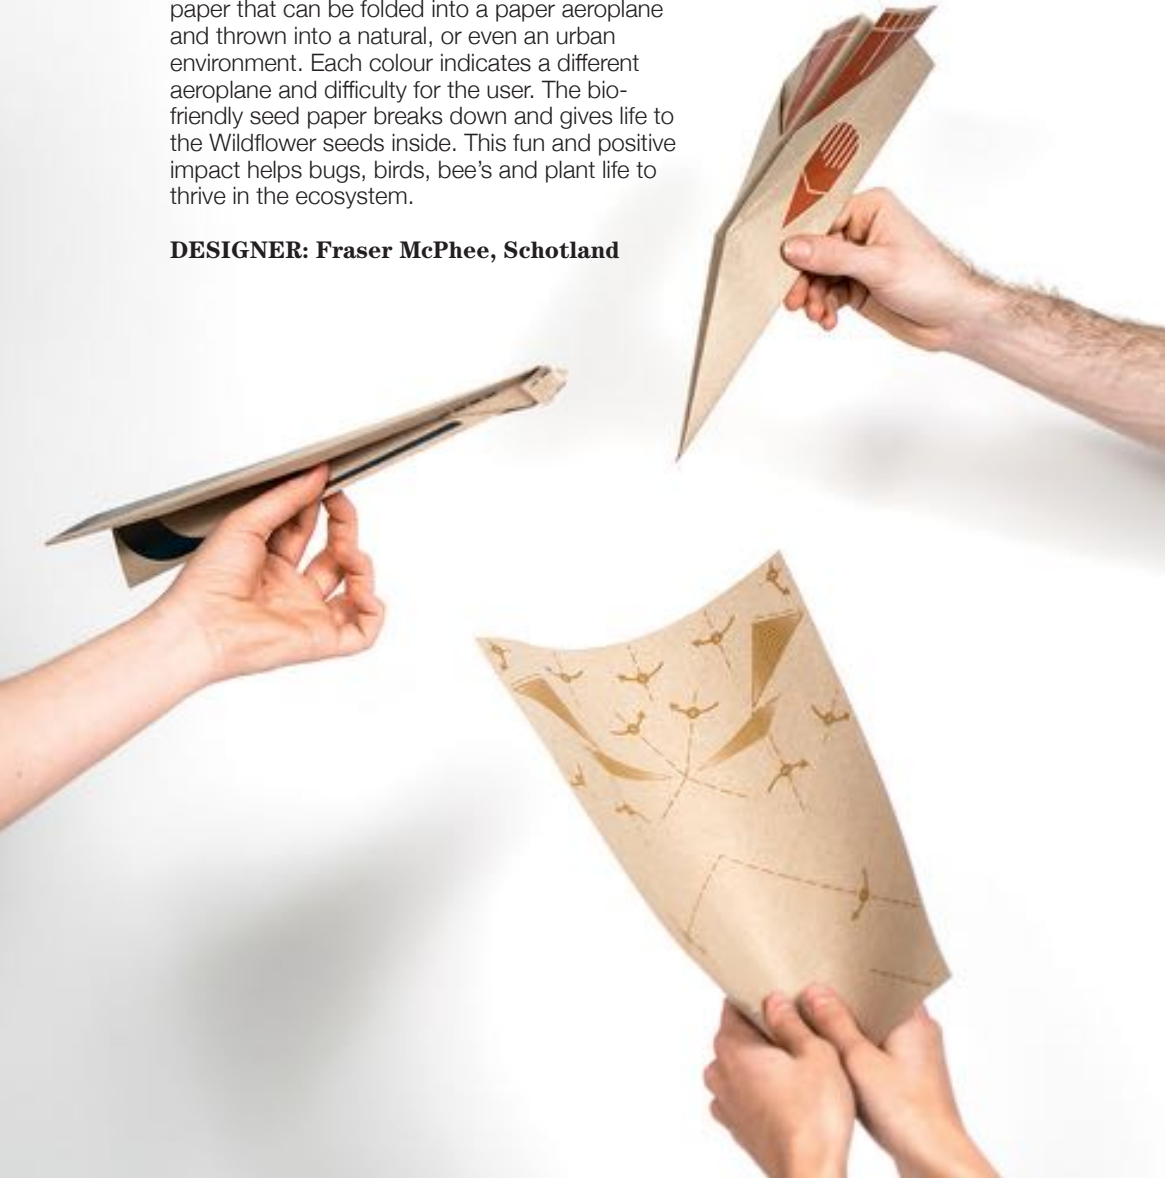 paper that can be folded into a paper aeroplane
and thrown into a natural, or even an urban
environment. Each colour indicates a different
aeroplane and difficulty for the user. The bio-
friendly seed paper breaks down and gives life to
the Wildflower seeds inside. This fun and positive
impact helps bugs, birds, bee's and plant life to
thrive in the ecosystem.
DESIGNER: Fraser McPhee, Schotland